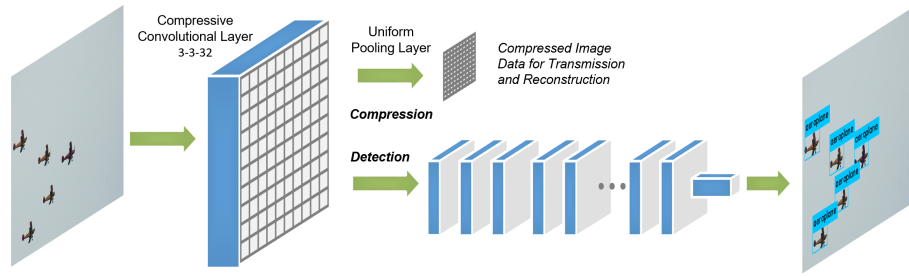 Compressive
Convolutional Layer
3-3-32
Uniform
Pooling Layer
Compressed Image
Data for Transmission
and Reconstruction
Compression
Detection
aeroplane
aeroplane
aeroplane
aeroplane
aeroplane